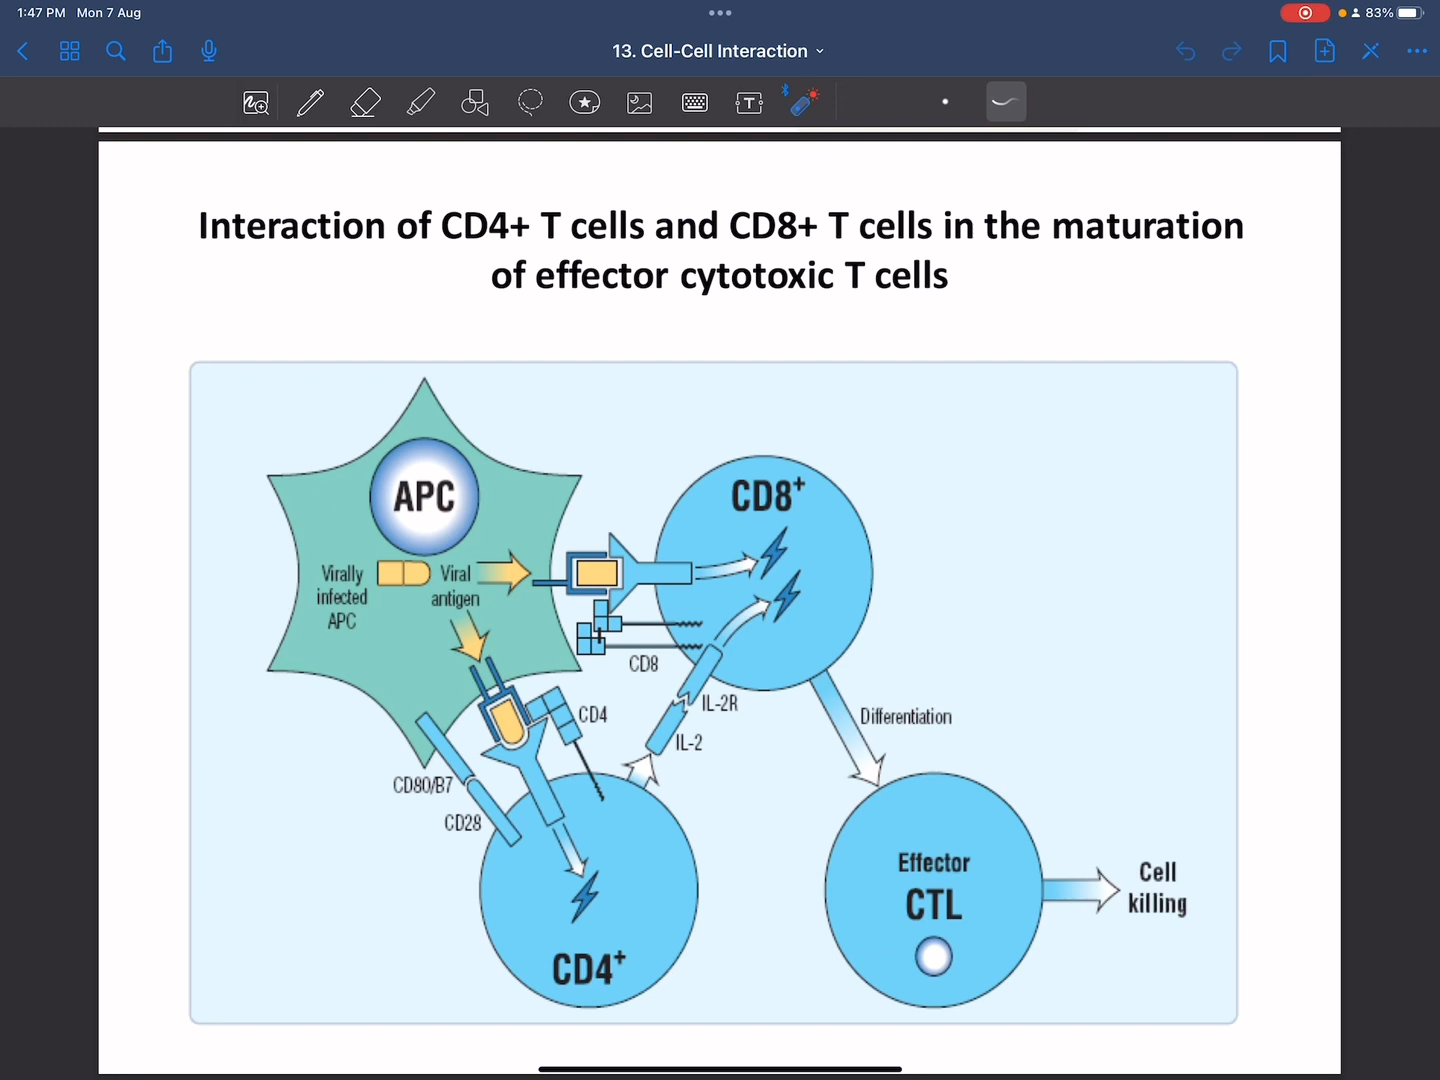 1:47 PM Mon 7 Aug
83%
13. Cell-Cell Interaction
T
Interaction of CD4+ T cells and CD8+ T cells in the maturation
of effector cytotoxic T cells
APC
CD8+
Virally
infected
APC
Viral
antigen
CD8
CD4
IL-2R
IL-2
Differentiation
CD80/B7
CD28
CD4+
Effector
CTL
Cell
killing